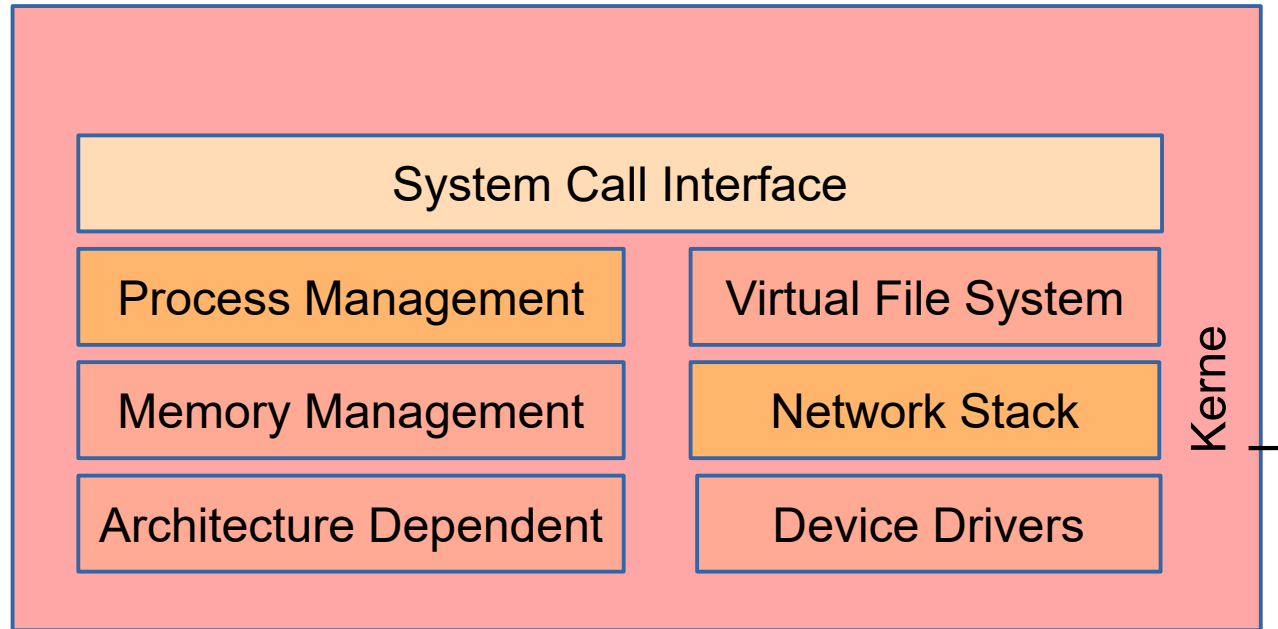 System Call Interface
Process Management
Virtual File System
Memory Management
Network Stack
Architecture Dependent
Device Drivers
Kerne
l